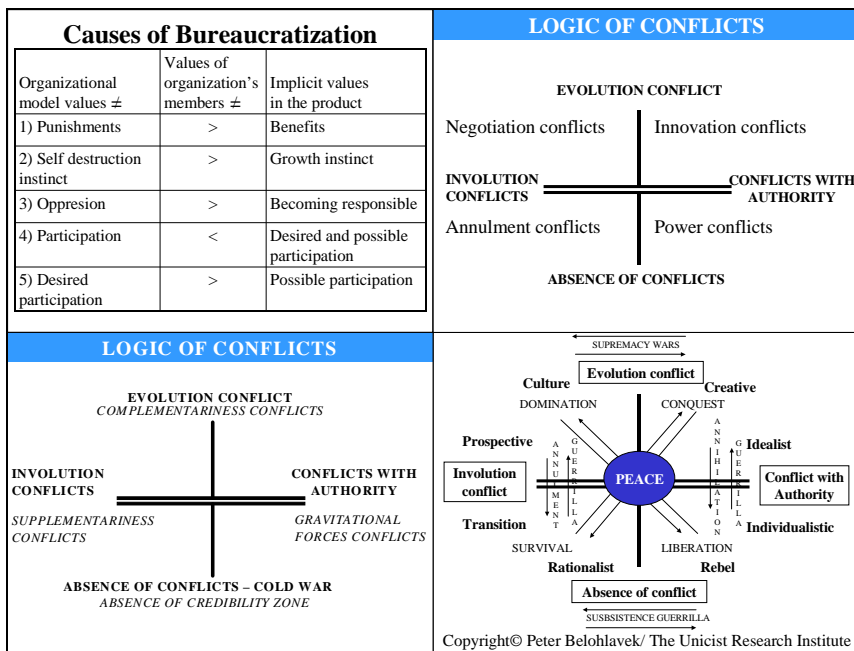 Causes of Bureaucratization
Organizational
model values ≠
Values of
organization's
members ≠
Implicit values
in the product
1) Punishments
>
Benefits
2) Self destruction
instinct
>
Growth instinct
3) Oppresion
>
Becoming responsible
4) Participation
<
Desired and possible
participation
5) Desired
participation
>
Possible participation
LOGIC OF CONFLICTS
EVOLUTION CONFLICT
Negotiation conflicts
Innovation conflicts
INVOLUTION
CONFLICTS
CONFLICTS WITH
AUTHORITY
Annulment conflicts
Power conflicts
ABSENCE OF CONFLICTS
LOGIC OF CONFLICTS
EVOLUTION CONFLICT
COMPLEMENTARINESS CONFLICTS
INVOLUTION
CONFLICTS
CONFLICTS WITH
AUTHORITY
SUPPLEMENTARINESS
CONFLICTS
GRAVITATIONAL
FORCES CONFLICTS
ABSENCE OF CONFLICTS – COLD WAR
ABSENCE OF CREDIBILITY ZONE
SUPREMACY WARS
Evolution conflict
Culture
Creative
DOMINATION
CONQUEST
Prospective
Idealist
ANNULMENT
GUERRILLA
ANNIHILATION
GUERRILLA
PEACE
Involution
conflict
Conflict with
Authority
Transition
Individualistic
SURVIVAL
LIBERATION
Rationalist
Rebel
Absence of conflict
SUSBSISTENCE GUERRILLA
Copyright© Peter Belohlavek/ The Unicist Research Institute